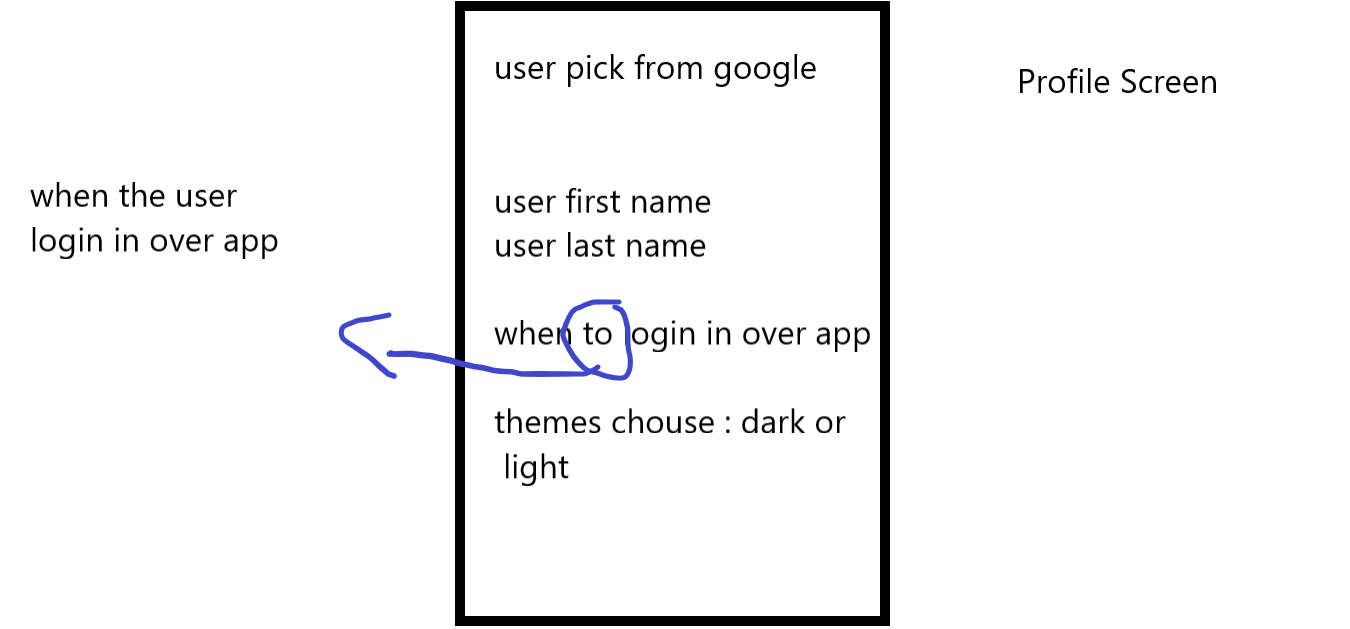 user pick from google
Profile Screen
when the user
login in over app
user first name
user last name
when to login in over app
themes chouse : dark or
light